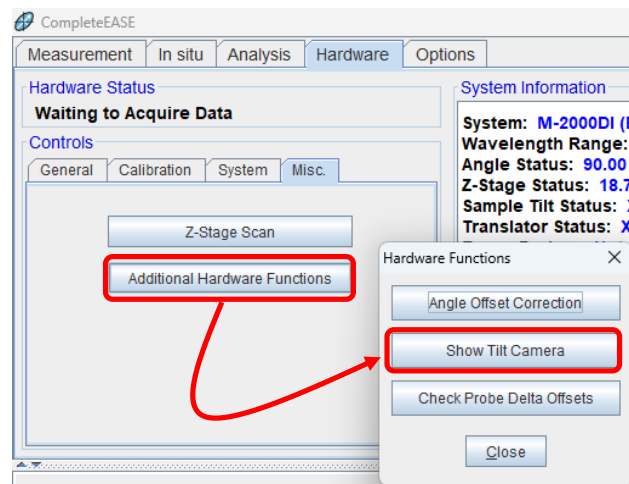 CompleteEASE
Measurement In situ Analysis Hardware Options
Hardware Status
Waiting to Acquire Data
Controls
General Calibration System Misc.
Z-Stage Scan
Additional Hardware Functions
System Information
System: M-2000DI (
Wavelength Range:
Angle Status: 90.00
Z-Stage Status: 18.7
Sample Tilt Status:
Translator Status: X
Hardware Functions
Angle Offset Correction
Show Tilt Camera
Check Probe Delta Offsets
Close